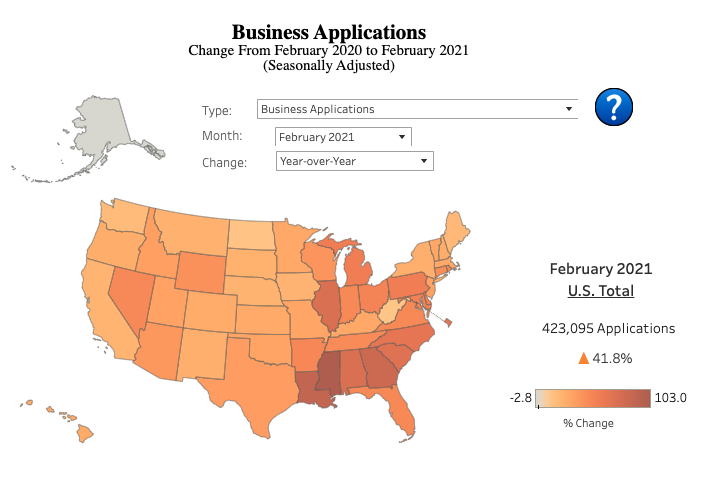 Business Applications
Change From February 2020 to February 2021
(Seasonally Adjusted)
Type: Business Applications
?
Month: February 2021
Change: Year-over-Year
February 2021
U.S. Total
423,095 Applications
41.8%
-2.8 103.0
% Change